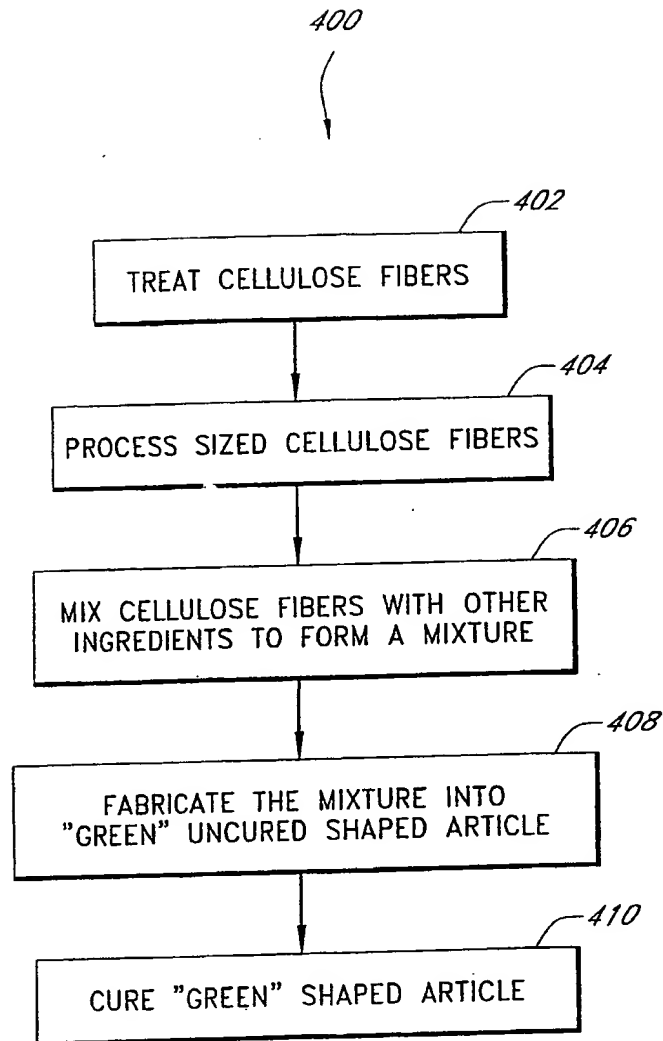 400
402
TREAT CELLULOSE FIBERS
404
PROCESS SIZED CELLULOSE FIBERS
406
MIX CELLULOSE FIBERS WITH OTHER
INGREDIENTS TO FORM A MIXTURE
408
FABRICATE THE MIXTURE INTO
"GREEN" UNCURED SHAPED ARTICLE
410
CURE "GREEN" SHAPED ARTICLE